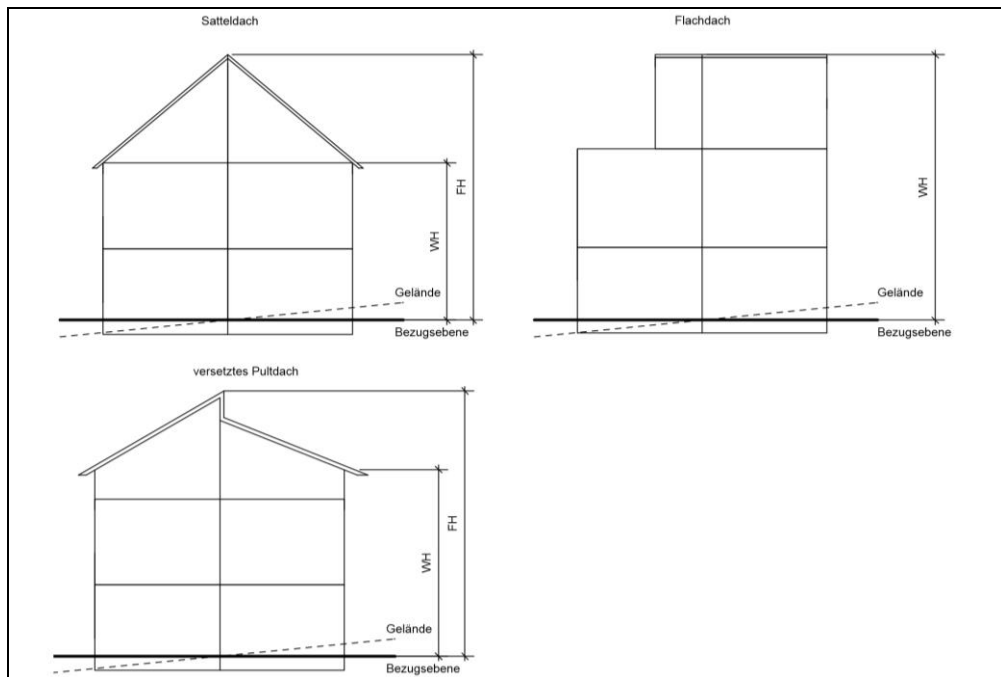 Satteldach
FH
WH
Gelände
Bezugsebene
Flachdach
WH
Gelände
Bezugsebene
versetztes Pultdach
FH
WH
Gelände
Bezugsebene